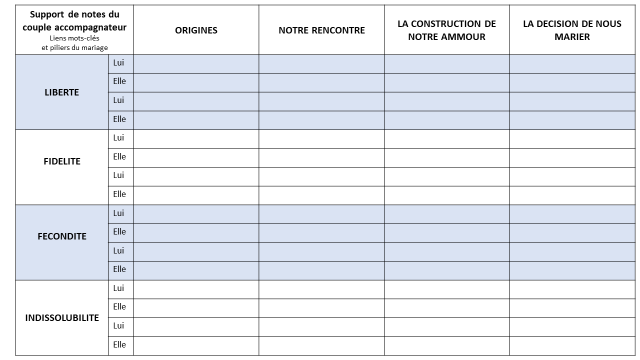 Support de notes du
couple accompagnateur
Liens mots-clés
et piliers du mariage
ORIGINES
NOTRE RENCONTRE
LA CONSTRUCTION DE
NOTRE AMMOUR
LA DECISION DE NOUS
MARIER
LIBERTE
Lui
Elle
Lui
Elle
FIDELITE
Lui
Elle
Lui
Elle
FECONDITE
Lui
Elle
Lui
Elle
INDISSOLUBILITE
Lui
Elle
Lui
Elle